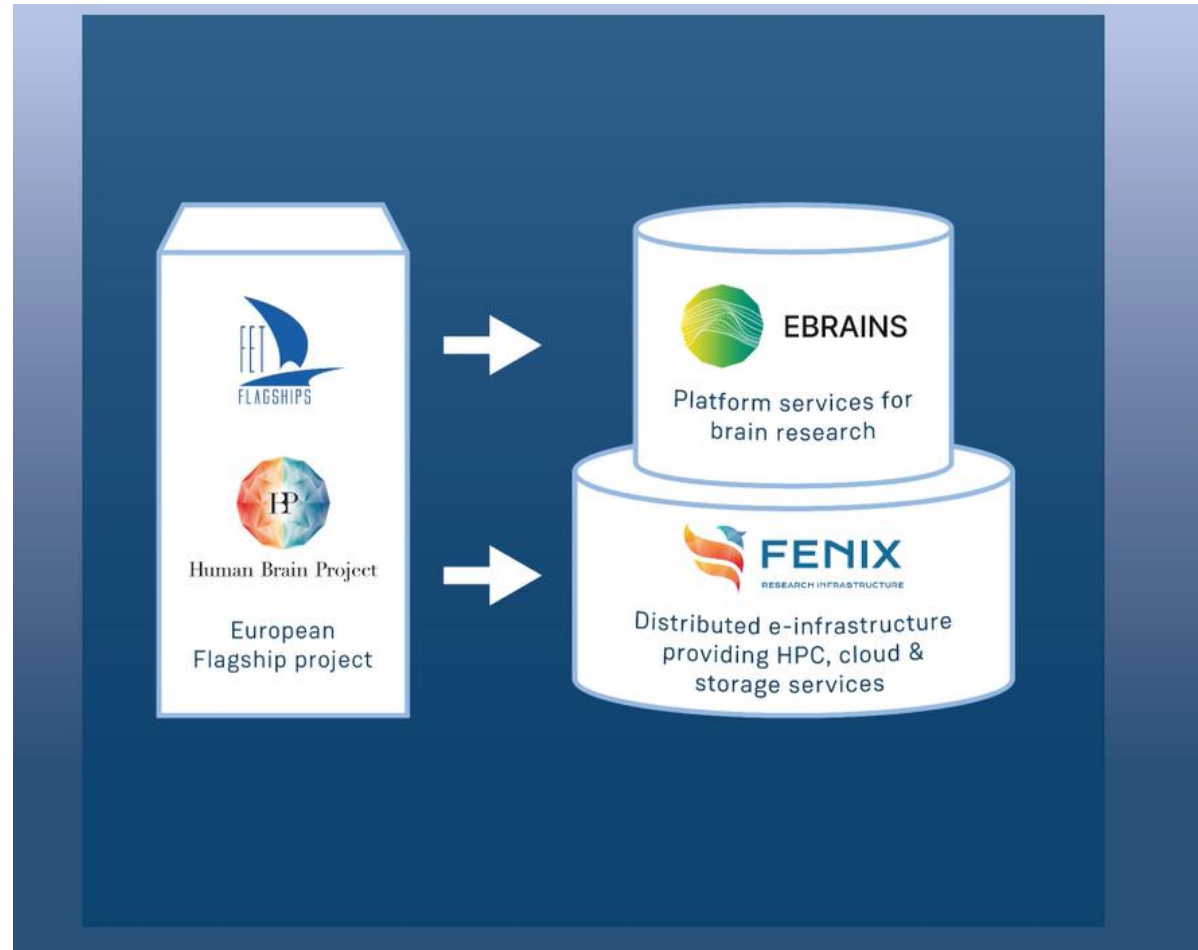 FET
FLAGSHIPS
HP
Human Brain Project
European
Flagship project
EBRAINS
Platform services for
brain research
FENIX
RESEARCH INFRASTRUCTURE
Distributed e-infrastructure
providing HPC, cloud &
storage services